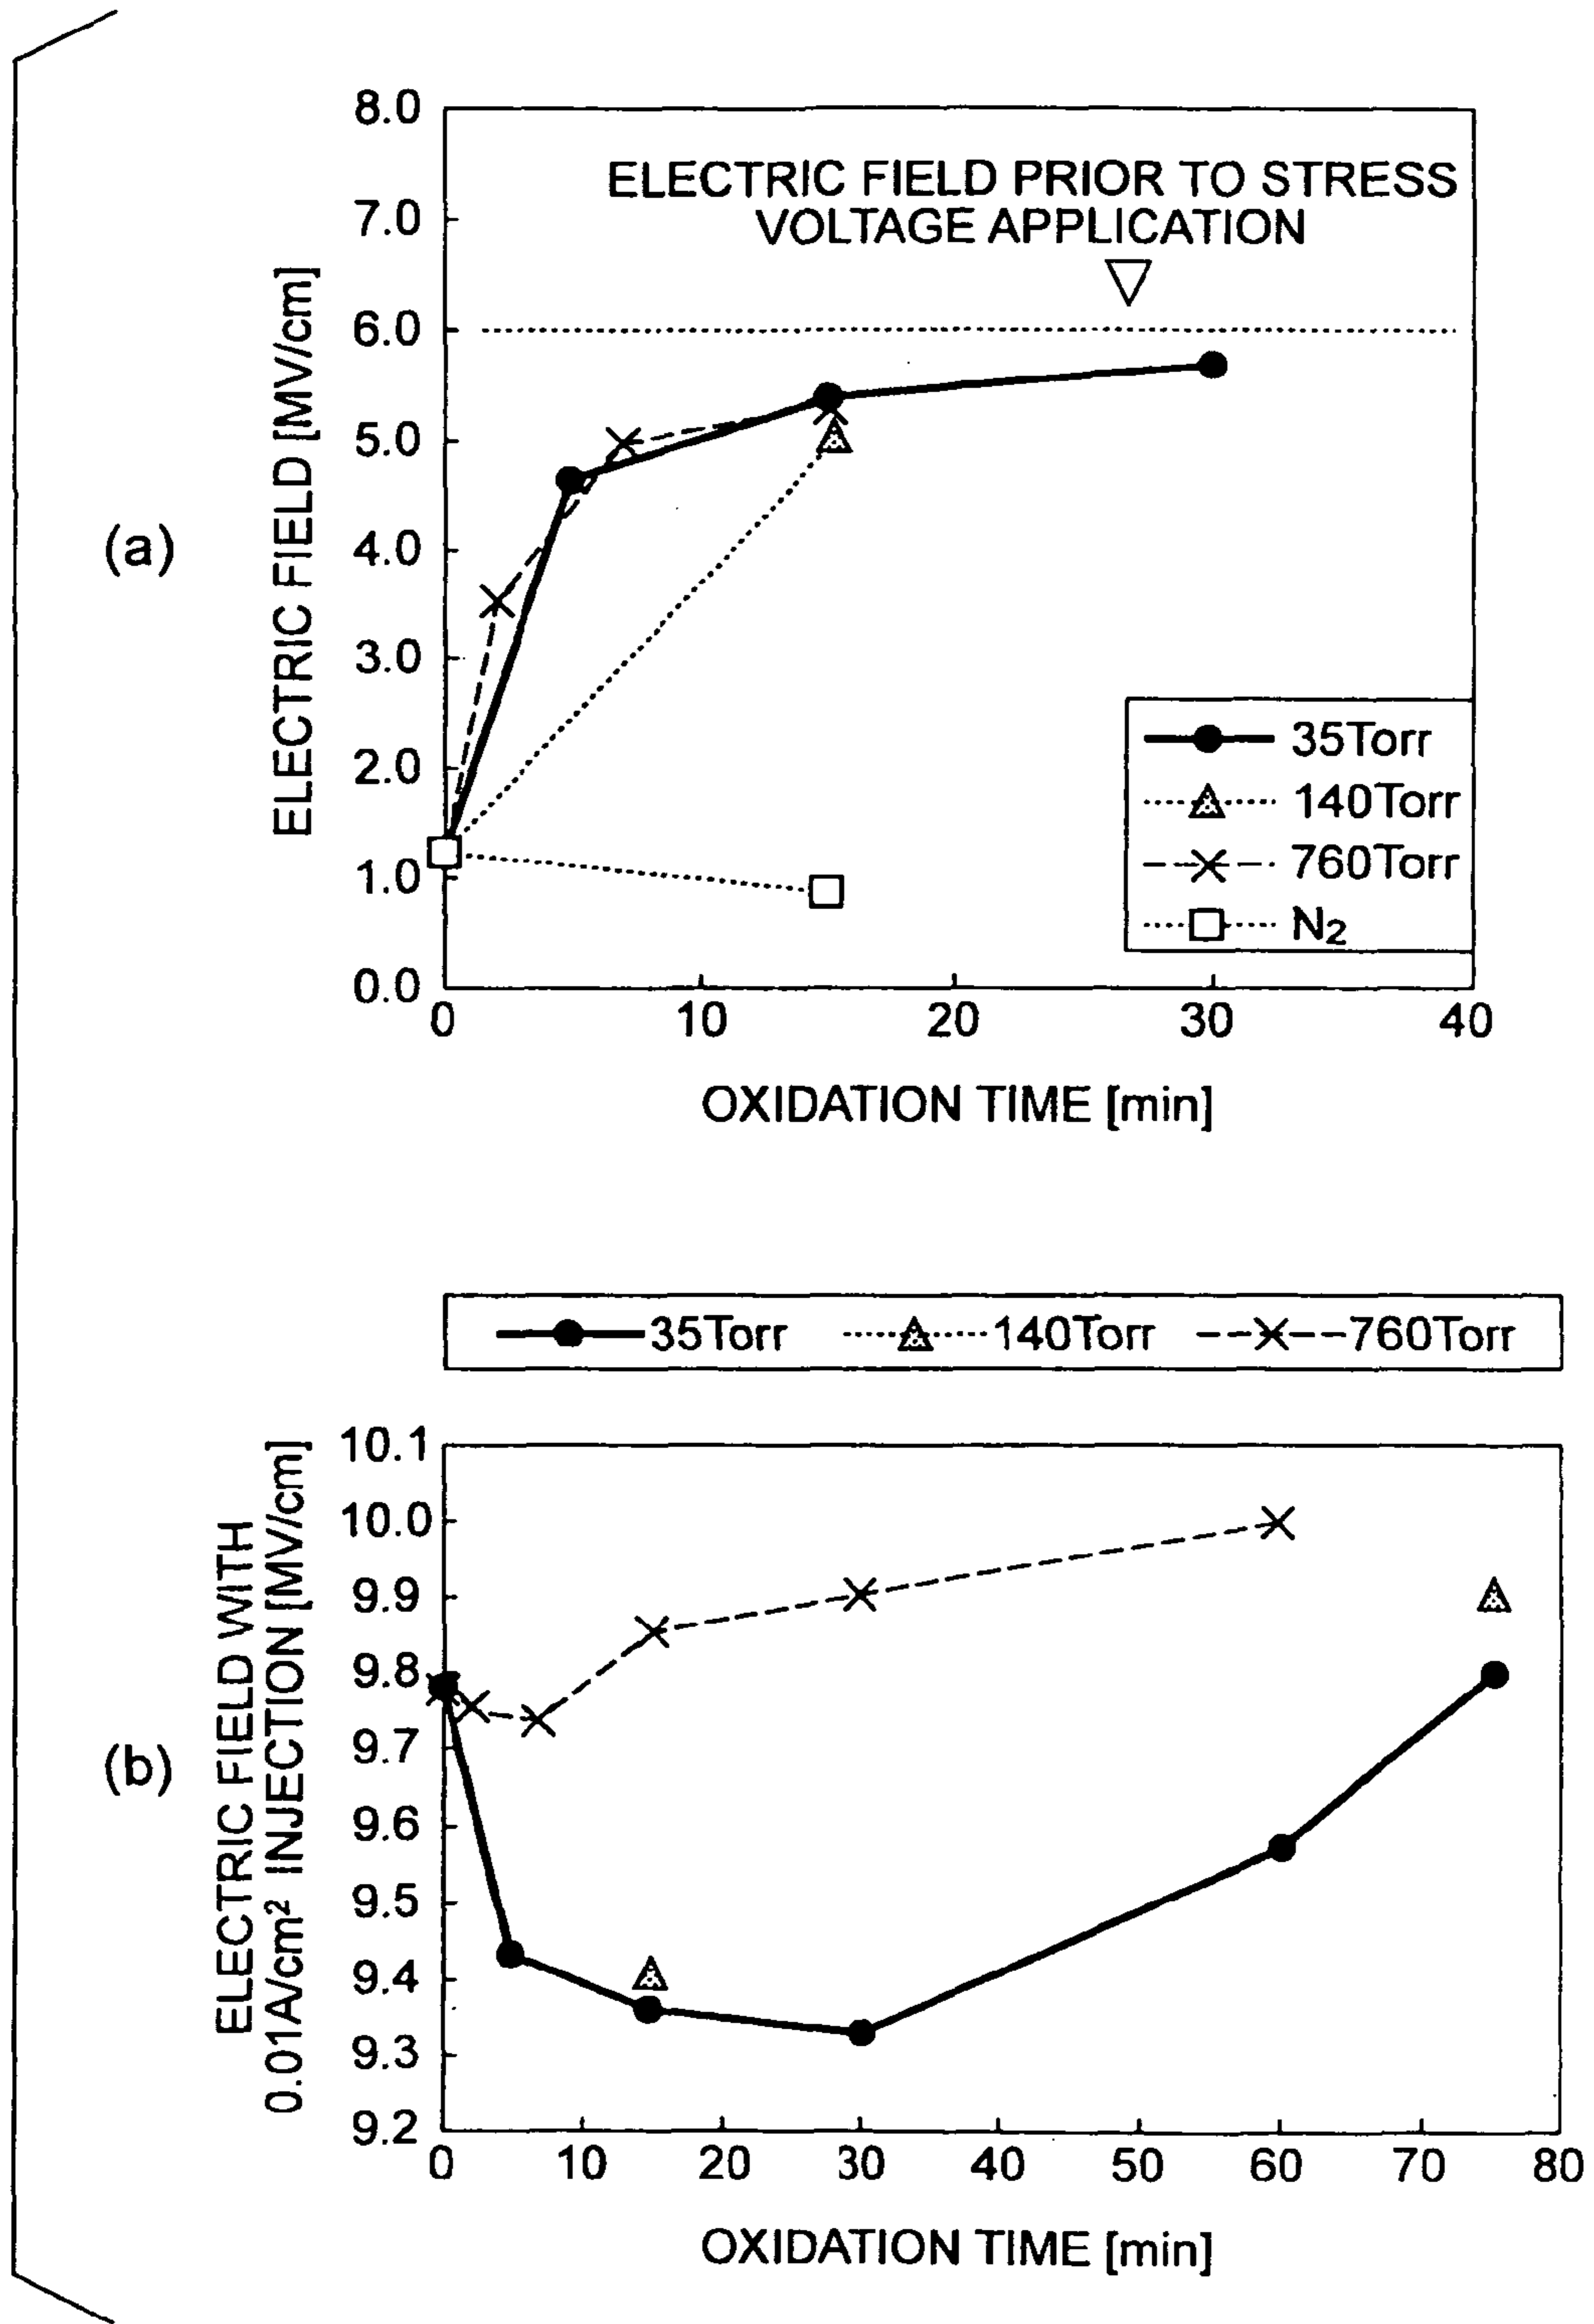 (a)
ELECTRIC FIELD [MV/cm]
8.0
7.0
6.0
5.0
4.0
3.0
2.0
1.0
0.0
ELECTRIC FIELD PRIOR TO STRESS
VOLTAGE APPLICATION
35Torr
140Torr
760Torr
N₂
0 10 20 30 40
OXIDATION TIME [min]
35Torr 140Torr 760Torr
(b)
ELECTRIC FIELD WITH
0.01A/cm² INJECTION [MV/cm]
10.1
10.0
9.9
9.8
9.7
9.6
9.5
9.4
9.3
9.2
0 10 20 30 40 50 60 70 80
OXIDATION TIME [min]